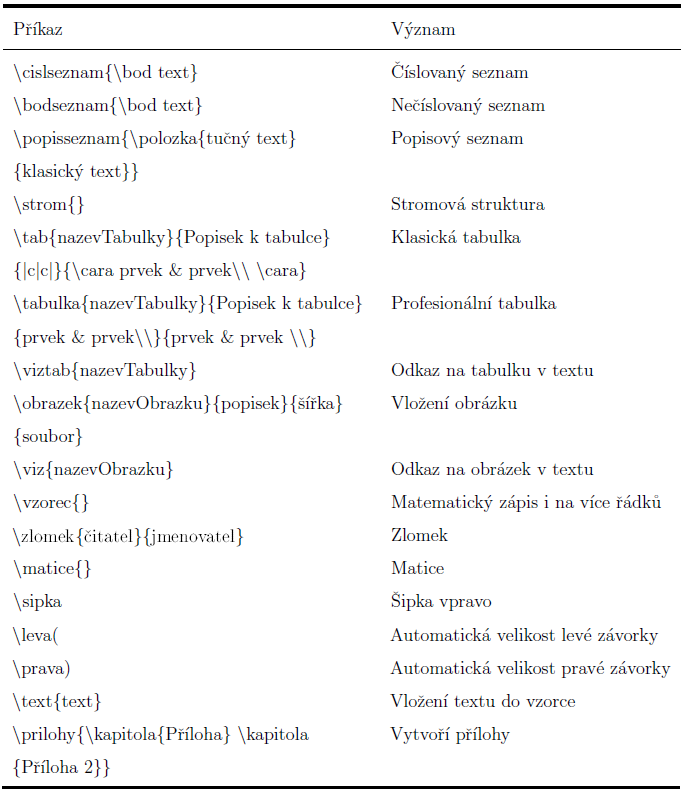 Příkaz Význam
\cislseznam{\bod text} Číslovaný seznam
\bodseznam{\bod text} Nečíslovaný seznam
\popisseznam{\polozka{tučný text} Popisový seznam
{klasický text}}
\strom{} Stromová struktura
\tab{nazevTabulky}{Popisek k tabulce} Klasická tabulka
{|c|c|}{\cara prvek & prvek\\ \cara}
\tabulka{nazevTabulky}{Popisek k tabulce} Profesionální tabulka
{prvek & prvek\\}{prvek & prvek \\}
\viztab{nazevTabulky} Odkaz na tabulku v textu
\obrazek{nazevObrazku}{popisek}{šířka} Vložení obrázku
{soubor}
\viz{nazevObrazku} Odkaz na obrázek v textu
\vzorec{} Matematický zápis i na více řádků
\zlomek{čitatel}{jmenovatel} Zlomek
\matice{} Matice
\sipka Šipka vpravo
\leva( Automatická velikost levé závorky
\prava) Automatická velikost pravé závorky
\text{text} Vložení textu do vzorce
\prilohy{\kapitola{Příloha} \kapitola Vytvoří přílohy
{Příloha 2}}